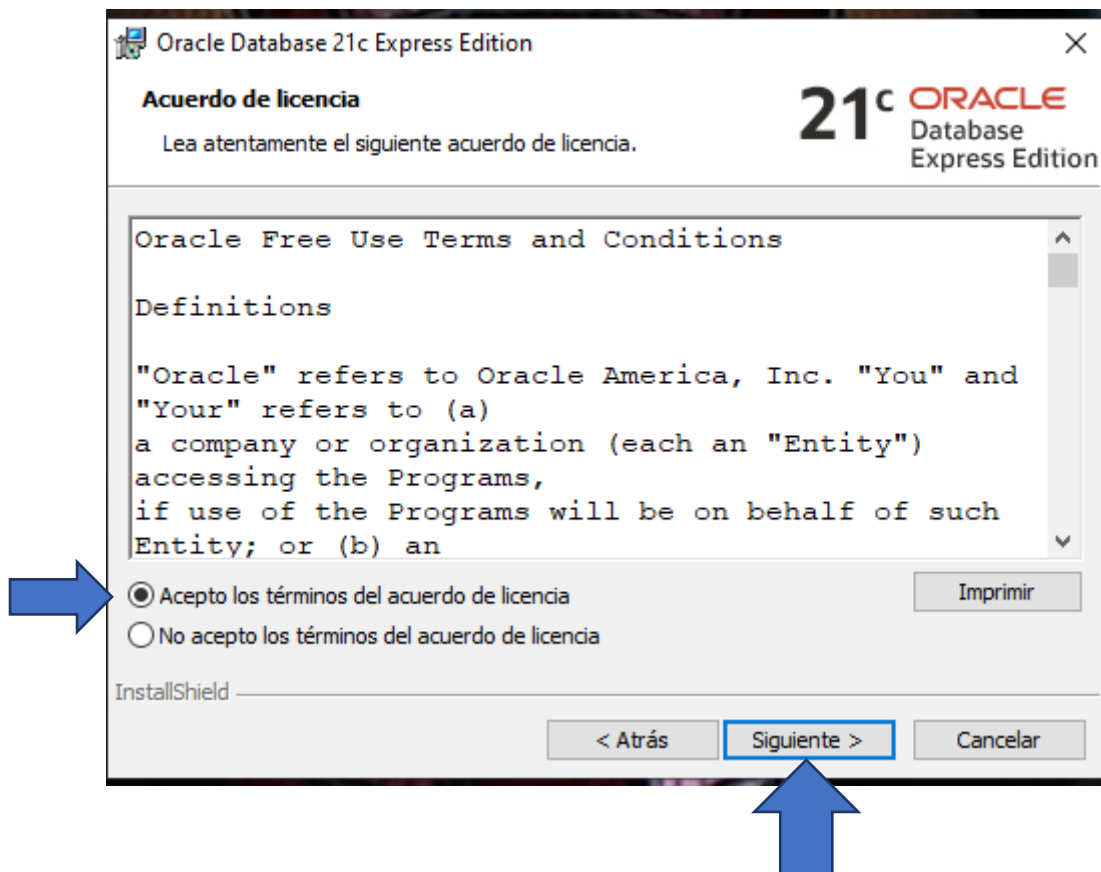 Oracle Database 21c Express Edition
Acuerdo de licencia
Lea atentamente el siguiente acuerdo de licencia.
21c ORACLE
Database
Express Edition
Oracle Free Use Terms and Conditions
Definitions
"Oracle" refers to Oracle America, Inc. "You" and
"Your" refers to (a)
a company or organization (each an "Entity")
accessing the Programs,
if use of the Programs will be on behalf of such
Entity; or (b) an
Acepto los términos del acuerdo de licencia
Imprimir
No acepto los términos del acuerdo de licencia
InstallShield
< Atrás
Siguiente >
Cancelar